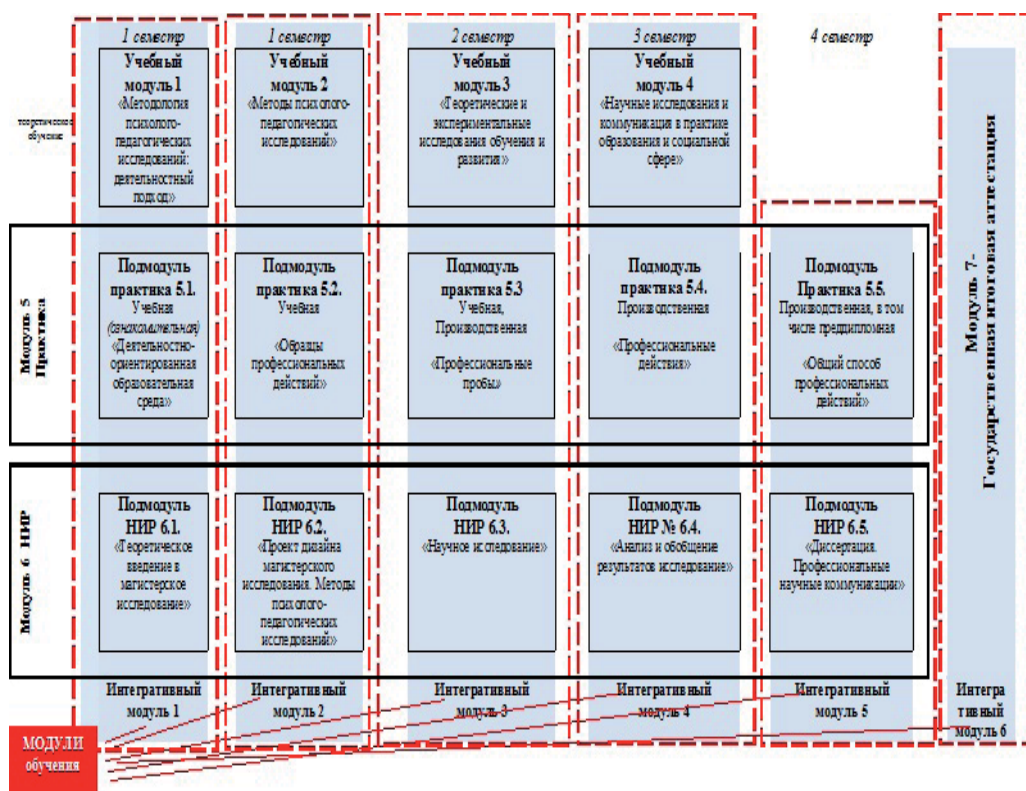 1 семестр
1 семестр
2 семестр
3 семестр
4 семестр
теоретическое
обучение
Учебный
модуль 1
«Методология
психолого-
педагогических
исследований:
деятельностный
подход»
Учебный
модуль 2
«Методы психолого-
педагогических
исследований»
Учебный
модуль 3
«Теоретические и
экспериментальные
исследования обучения и
развития»
Учебный
модуль 4
«Научные исследования и
коммуникация в практике
образования и социальной
сфере»
Модуль 5
Практика
Подмодуль
практика 5.1.
Учебная
(ознакомительная)
«Деятельностно-
ориентированная
образовательная
среда»
Подмодуль
практика 5.2.
Учебная
«Образцы
профессиональных
действий»
Подмодуль
практика 5.3
Учебная,
Производственная
«Профессиональные
пробы»
Подмодуль
практика 5.4.
Производственная
«Профессиональные
действия»
Подмодуль
Практика 5.5.
Производственная, в том
числе преддипломная
«Общий способ
профессиональных
действий»
Модуль 6 НИР
Подмодуль
НИР 6.1.
«Теоретическое
введение в
магистерское
исследование»
Подмодуль
НИР 6.2.
«Проект дизайна
магистерского
исследования. Методы
психолого-
педагогических
исследований»
Подмодуль
НИР 6.3.
«Научное исследование»
Подмодуль
НИР № 6.4.
«Анализ и обобщение
результатов исследование»
Подмодуль
НИР 6.5.
«Диссертация.
Профессиональные
научные коммуникации»
Модуль 7-
Государственная итоговая аттестация
Интегративный
модуль 1
Интегративный
модуль 2
Интегративный
модуль 3
Интегративный
модуль 4
Интегративный
модуль 5
Интегра
тивный
модуль 6
МОДУЛИ
обучения